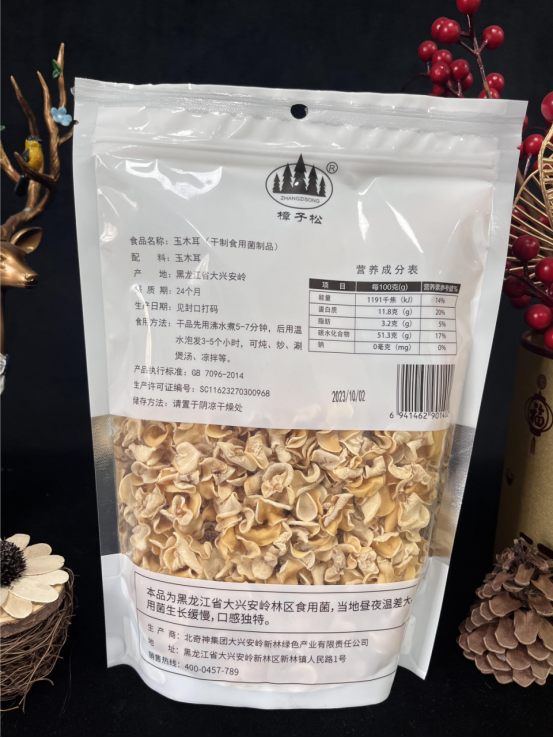 ®
ZHANGZISONG
樟子松
食品名称：玉木耳（干制食用菌制品）
配 料：玉木耳
产 地：黑龙江省大兴安岭
保 质 期：24个月
生产日期：见封口打码
食用方法：干品先用沸水煮5-7分钟，后用温
水泡发3-5个小时，可炖、炒、涮
煲汤、凉拌等。
产品执行标准：GB 7096-2014
生产许可证编号：SC11623270300968
储存方法：请置于阴凉干燥处
营养成分表
项 目 每100克(g) 营养素参考值%
能量 1191千焦（kJ） 14%
蛋白质 11.8克（g） 20%
脂肪 3.2克（g） 5%
碳水化合物 51.3克（g） 17%
钠 0毫克（mg） 0%
2023/10/02
6 941462 9014
本品为黑龙江省大兴安岭林区食用菌，当地昼夜温差大
用菌生长缓慢，口感独特。
生 产 商：北奇神集团大兴安岭新林绿色产业有限责任公司
地 址：黑龙江省大兴安岭新林区新林镇人民路1号
销售热线：400-0457-789
福